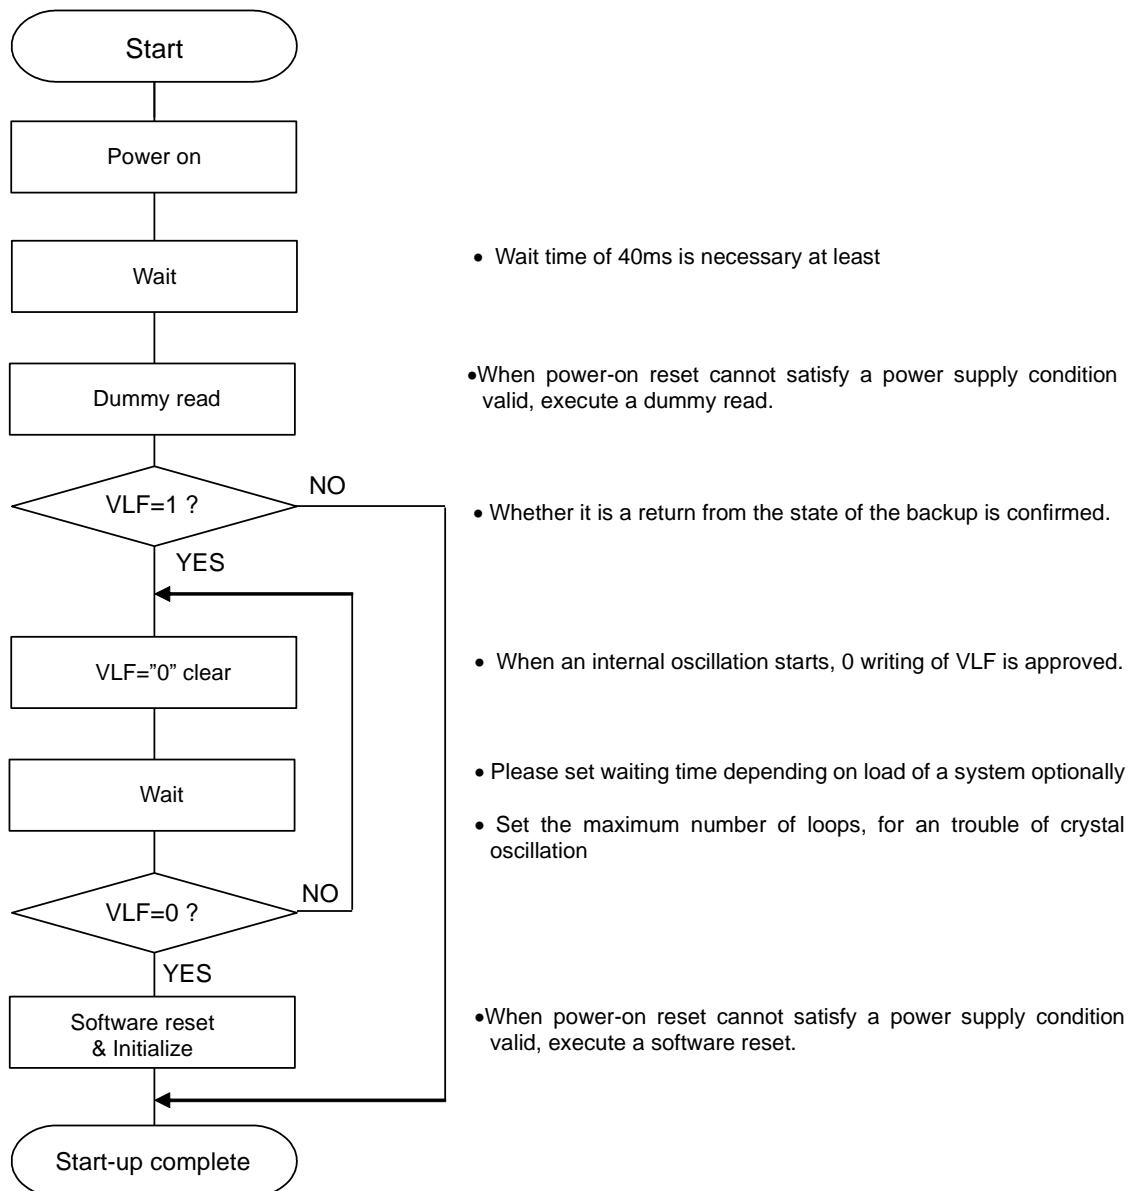 Start
Power on
Wait
• Wait time of 40ms is necessary at least
Dummy read
•When power-on reset cannot satisfy a power supply condition
valid, execute a dummy read.
VLF=1 ?
NO
• Whether it is a return from the state of the backup is confirmed.
YES
VLF=”0” clear
• When an internal oscillation starts, 0 writing of VLF is approved.
Wait
• Please set waiting time depending on load of a system optionally
• Set the maximum number of loops, for an trouble of crystal
oscillation
VLF=0 ?
NO
YES
Software reset
& Initialize
•When power-on reset cannot satisfy a power supply condition
valid, execute a software reset.
Start-up complete